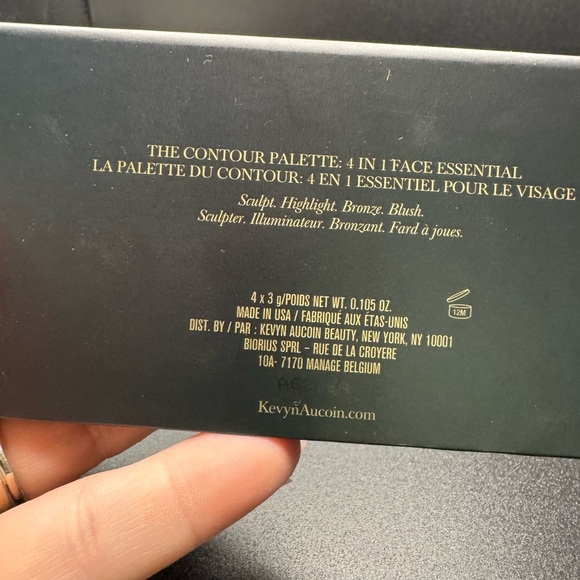 THE CONTOUR PALETTE: 4 IN 1 FACE ESSENTIAL
LA PALETTE DU CONTOUR: 4 EN 1 ESSENTIEL POUR LE VISAGE
Sculpt. Highlight. Bronze. Blush.
Sculpter. Illuminateur. Bronzant. Fard à joues.
4 x 3 g/POIDS NET WT. 0.105 OZ.
MADE IN USA / FABRIQUÉ AUX ÉTAS-UNIS
DIST. BY / PAR : KEVYN AUCOIN BEAUTY, NEW YORK, NY 10001
BIORIUS SPRL – RUE DE LA CROYERE
10A- 7170 MANAGE BELGIUM
12M
KevynAucoin.com